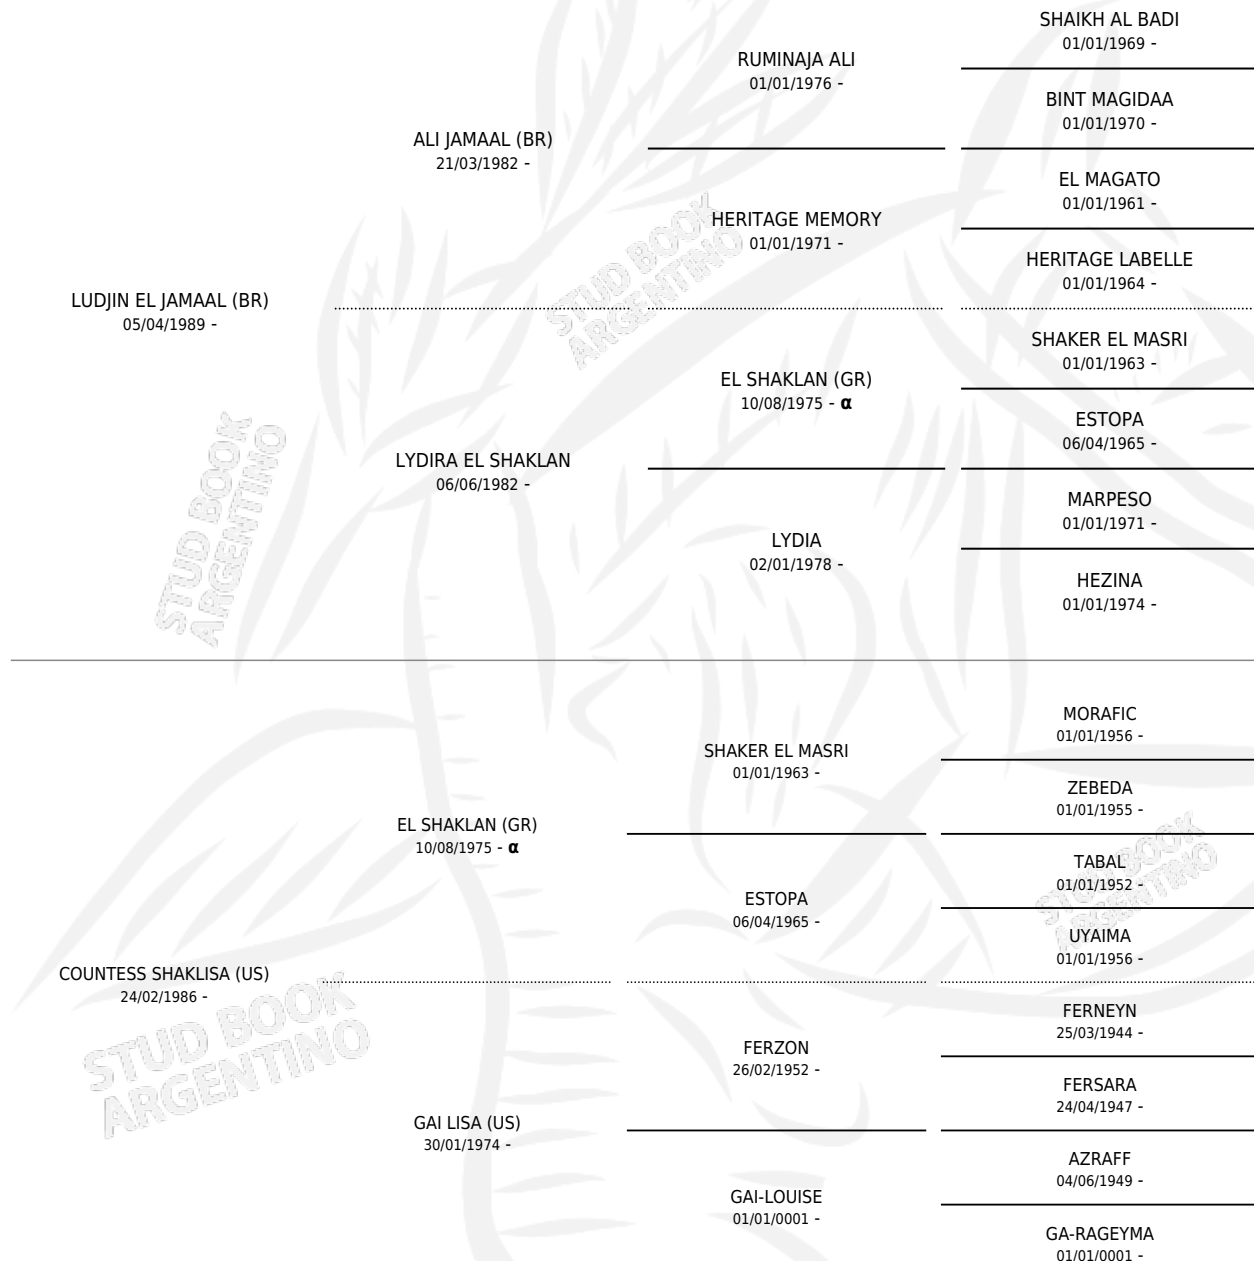 SHAIKH AL BADI
01/01/1969 -
RUMINAJA ALI
01/01/1976 -
BINT MAGIDAA
01/01/1970 -
ALI JAMAAL (BR)
21/03/1982 -
EL MAGATO
01/01/1961 -
HERITAGE MEMORY
01/01/1971 -
HERITAGE LABELLE
01/01/1964 -
LUDJIN EL JAMAAL (BR)
05/04/1989 -
SHAKER EL MASRI
01/01/1963 -
EL SHAKLAN (GR)
10/08/1975 - α
ESTOPA
06/04/1965 -
LYDIRA EL SHAKLAN
06/06/1982 -
MARPESO
01/01/1971 -
LYDIA
02/01/1978 -
HEZINA
01/01/1974 -
MORAFIC
01/01/1956 -
SHAKER EL MASRI
01/01/1963 -
ZEBEDA
01/01/1955 -
EL SHAKLAN (GR)
10/08/1975 - α
TABAL
01/01/1952 -
ESTOPA
06/04/1965 -
UYAIMA
01/01/1956 -
COUNTESS SHAKLISA (US)
24/02/1986 -
FERNEYN
25/03/1944 -
FERZON
26/02/1952 -
FERSARA
24/04/1947 -
GAI LISA (US)
30/01/1974 -
AZRAFF
04/06/1949 -
GAI-LOUISE
01/01/0001 -
GA-RAGEYMA
01/01/0001 -
STUD BOOK
ARGENTINO
STUD BOOK
ARGENTINO
STUD BOOK
ARGENTINO
STUD BOOK
ARGENTINO